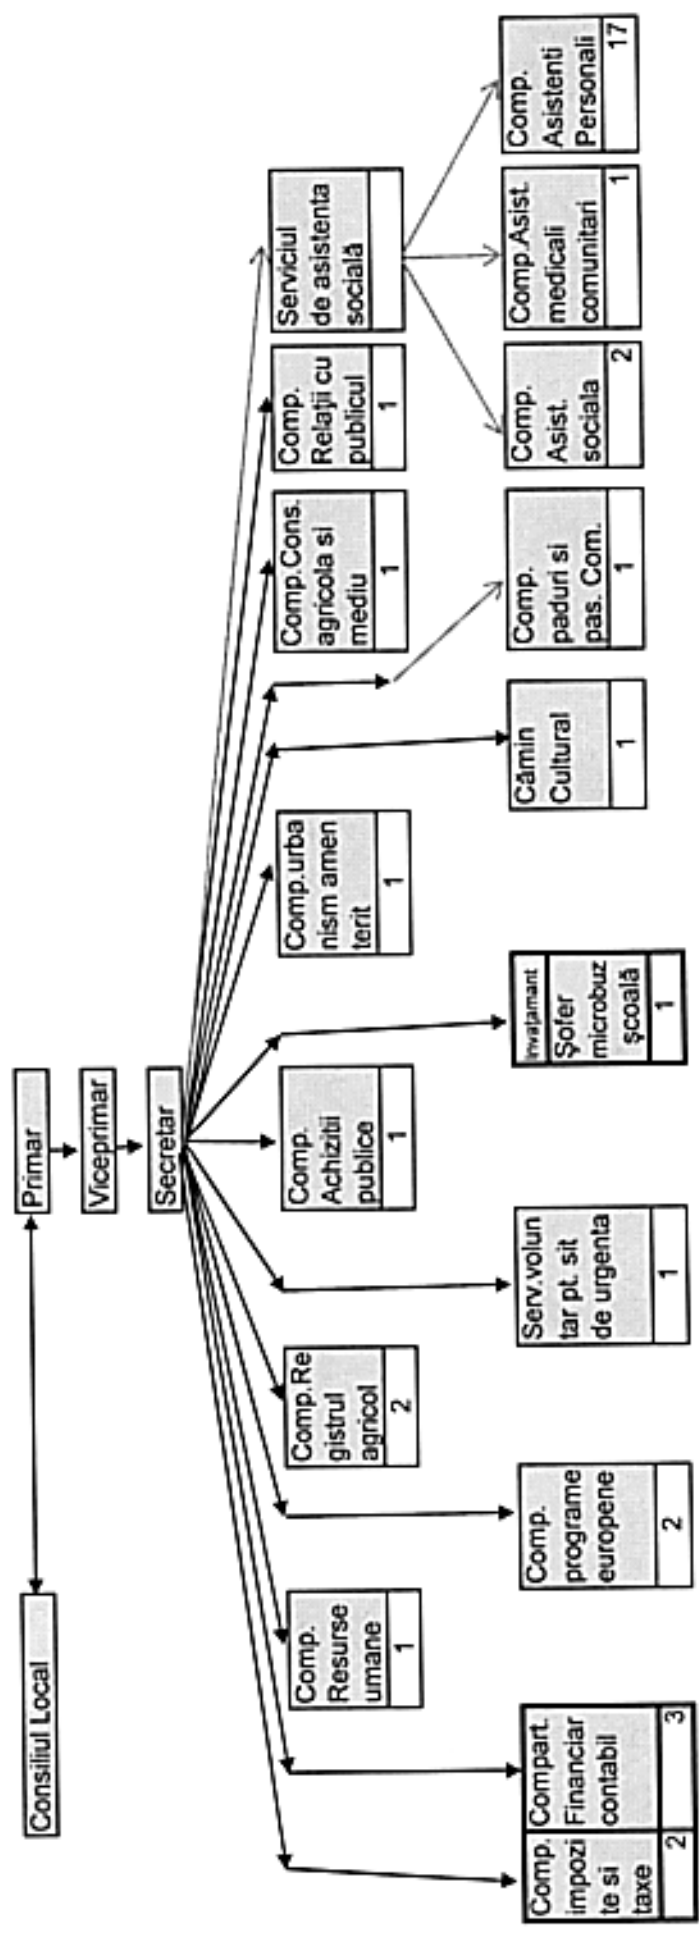 Consiliul Local
Primar
Viceprimar
Secretar
Comp.
Resurse
umane
1
Comp.Re
gistrul
agricol
2
Comp.
Achizitii
publice
1
Comp.urba
nism amen
terit
1
Comp.Cons.
agricola si
mediu
1
Comp.
Relaţii cu
publicul
1
Serviciul
de asistenta
socială
Comp.
impozi
te si
taxe
2
Compart.
Financiar
contabil
3
Comp.
programe
europene
2
Serv.volun
tar pt. sit
de urgenta
1
invaţamant
Şofer
microbuz
şcoală
1
Cămin
Cultural
1
Comp.
paduri si
pas. Com.
1
Comp.
Asist.
sociala
2
Comp.Asist.
medicali
comunitari
1
Comp.
Asistenti
Personali
17